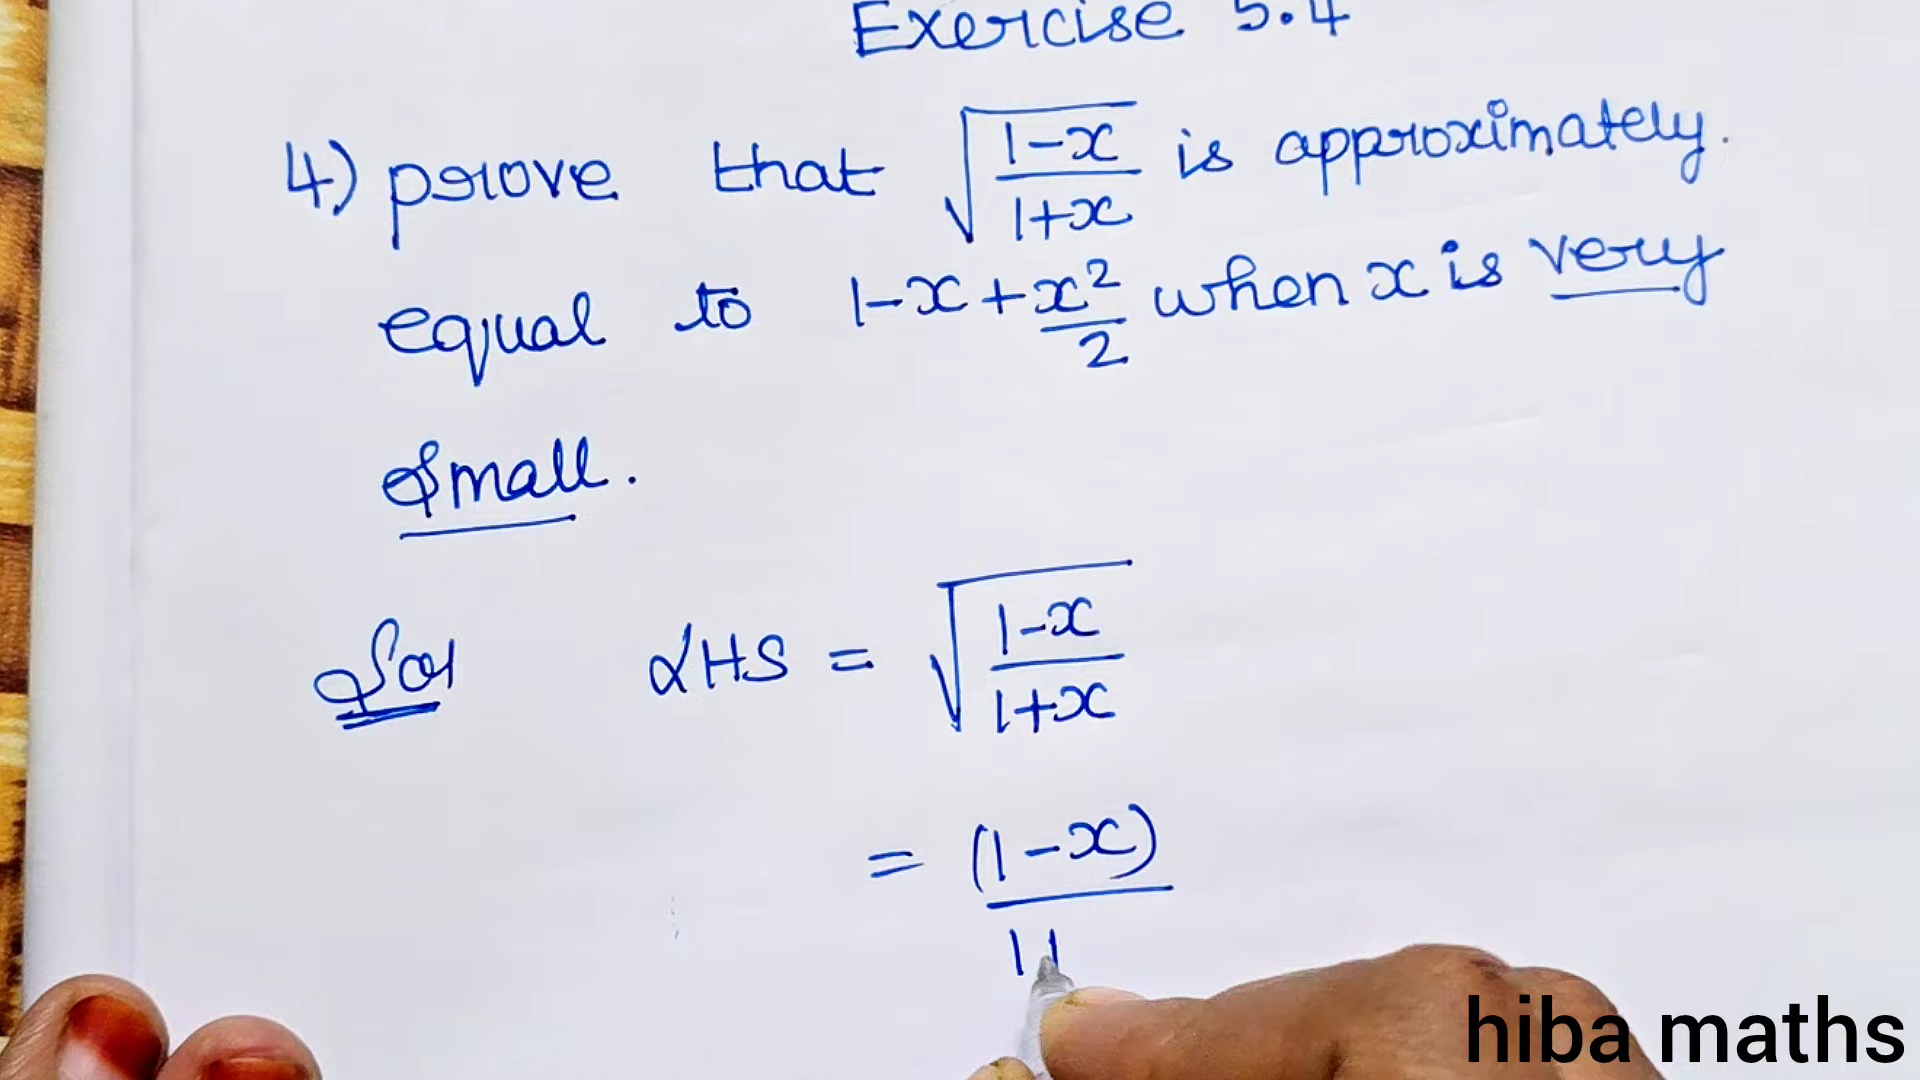 Exercise 5.4
4) prove that √(1-x)/(1+x) is approximately.
equal to 1-x+x²/2 when x is very
small.
Sol LHS = √(1-x)/(1+x)
= (1-x)/
hiba maths